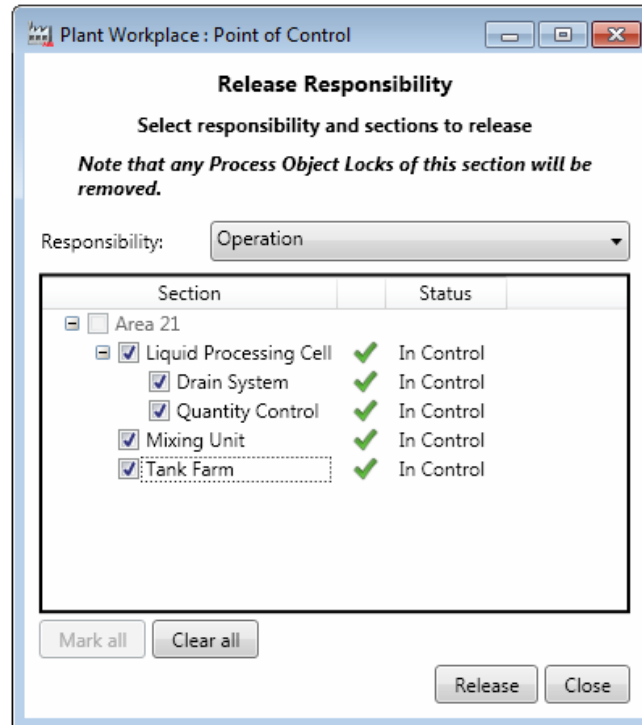 Plant Workplace : Point of Control
Release Responsibility
Select responsibility and sections to release
Note that any Process Object Locks of this section will be
removed.
Responsibility: Operation
Section Status
Area 21
Liquid Processing Cell In Control
Drain System In Control
Quantity Control In Control
Mixing Unit In Control
Tank Farm In Control
Mark all Clear all
Release Close